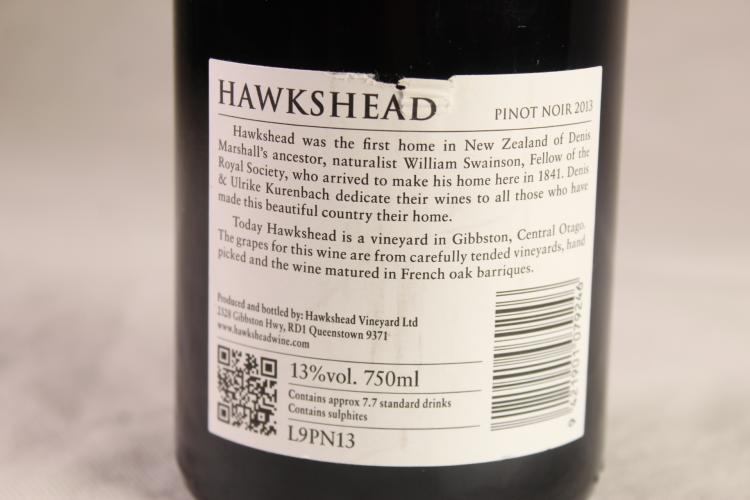 HAWKSHEAD
PINOT NOIR 2013
Hawkshead was the first home in New Zealand of Denis
Marshall's ancestor, naturalist William Swainson, Fellow of the
Royal Society, who arrived to make his home here in 1841. Denis
& Ulrike Kurenbach dedicate their wines to all those who have
made this beautiful country their home.
Today Hawkshead is a vineyard in Gibbston, Central Otago.
The grapes for this wine are from carefully tended vineyards, hand
picked and the wine matured in French oak barriques.
Produced and bottled by: Hawkshead Vineyard Ltd
2328 Gibbston Hwy, RD1 Queenstown 9371
www.hawksheadwine.com
13%vol. 750ml
Contains approx 7.7 standard drinks
Contains sulphites
L9PN13
9 421901 079246